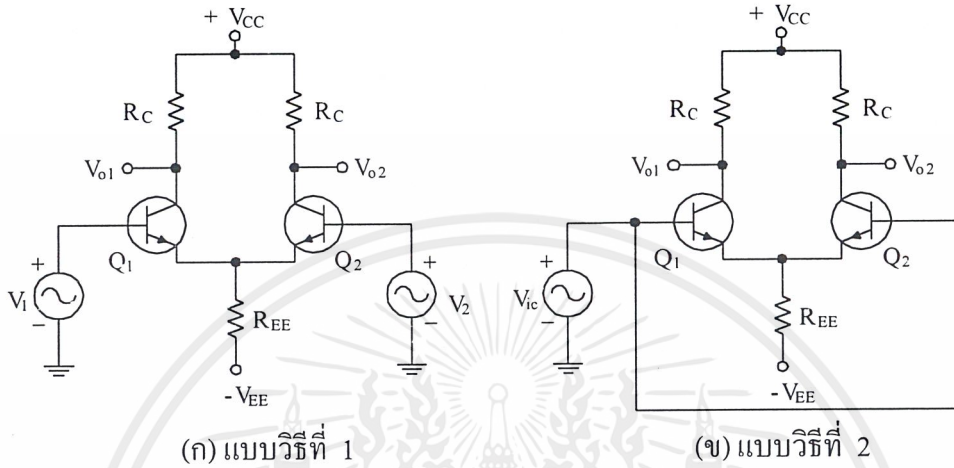 + VCC
RC RC
Vo1 Vo2
Q1 Q2
V1 + − + − V2
REE
- VEE
(ก) แบบวิธีที่ 1
+ VCC
RC RC
Vo1 Vo2
Q1 Q2
Vic + −
REE
- VEE
(ข) แบบวิธีที่ 2